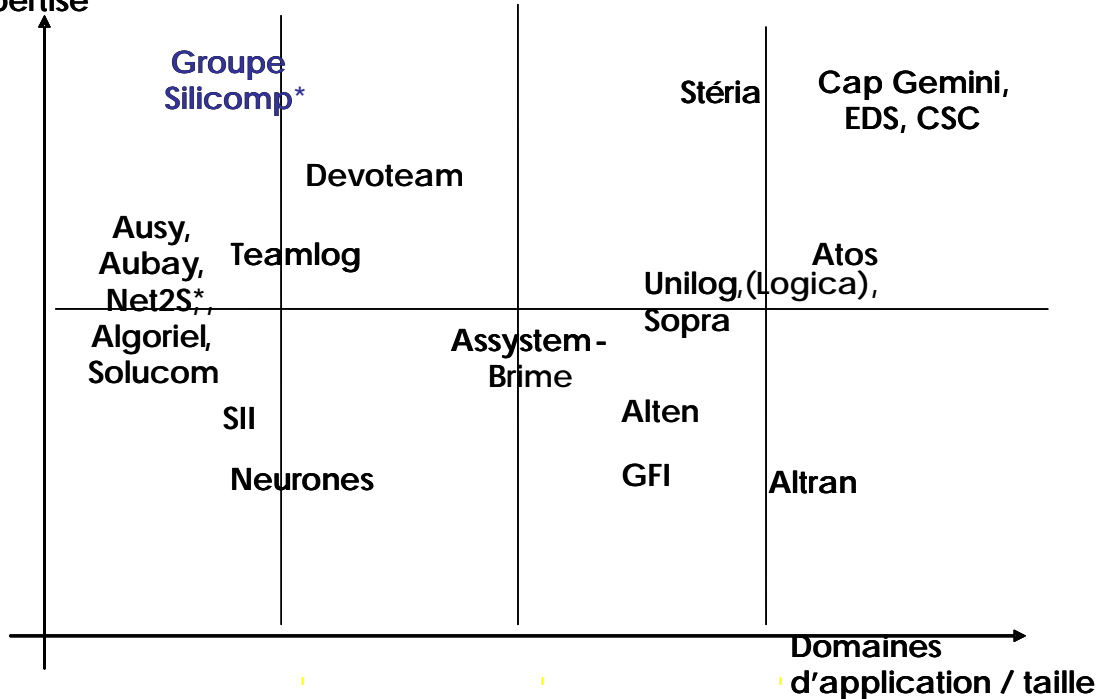 pertise
Groupe
Silicomp*
Stéria
Cap Gemini,
EDS, CSC
Devoteam
Ausy,
Aubay,
Net2S,*,
Algoriel,
Solucom
Teamlog
Atos
Unilog,(Logica),
Sopra
Assystem-
Brime
SII
Alten
Neurones
GFI
Altran
Domaines
d'application / taille